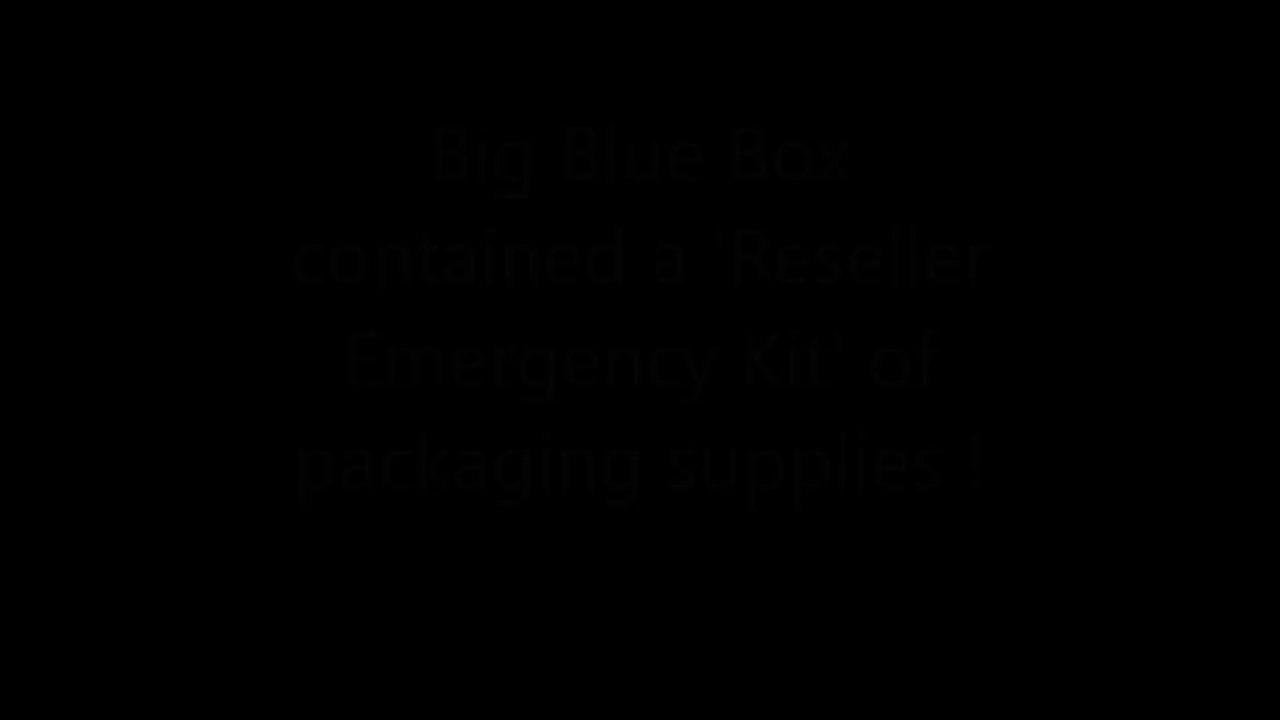 Big Blue Box
contained a 'Reseller
Emergency Kit' of
packaging supplies !